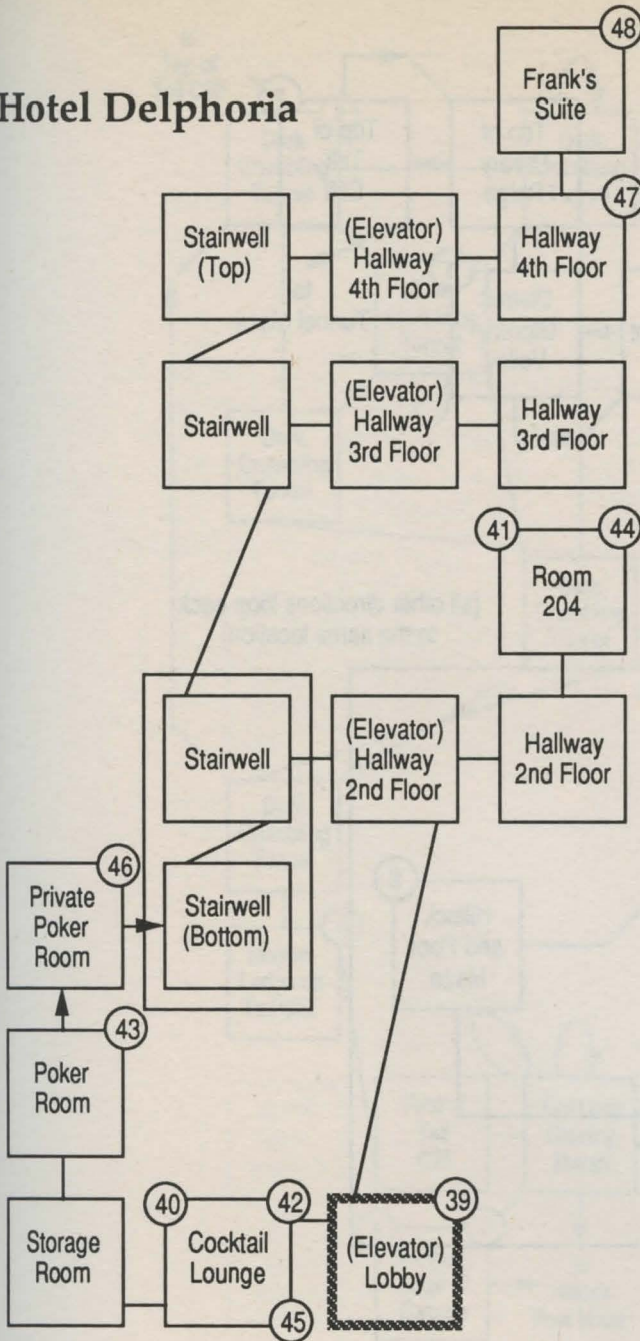 Hotel Delphoria
48
Frank's
Suite
47
Stairwell
(Top)
(Elevator)
Hallway
4th Floor
Hallway
4th Floor
Stairwell
(Elevator)
Hallway
3rd Floor
Hallway
3rd Floor
41
44
Room
204
Stairwell
(Elevator)
Hallway
2nd Floor
Hallway
2nd Floor
46
Private
Poker
Room
Stairwell
(Bottom)
43
Poker
Room
Storage
Room
40
42
Cocktail
Lounge
45
39
(Elevator)
Lobby